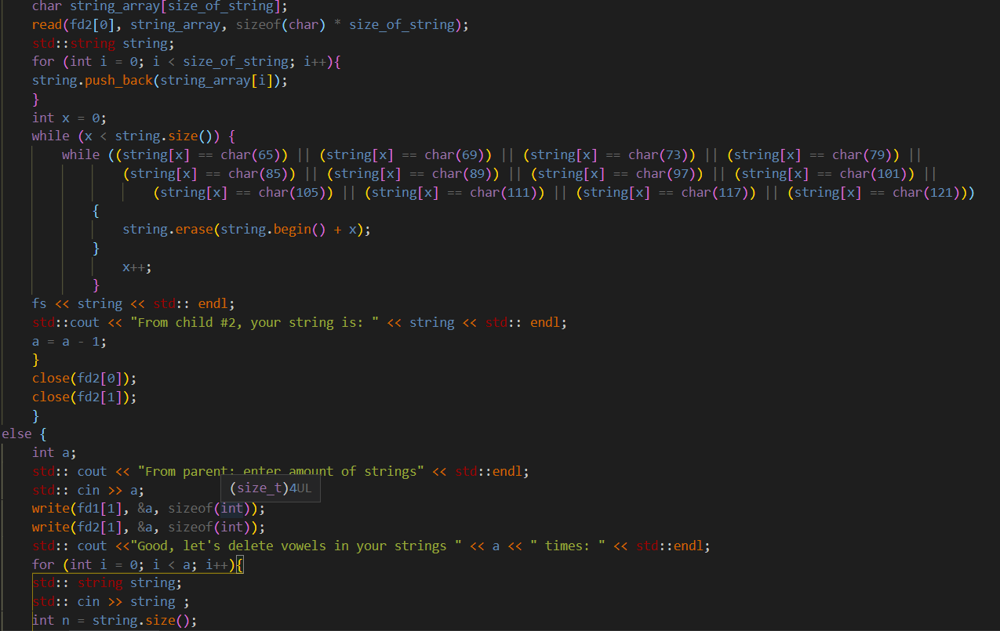 char string_array[size_of_string];
read(fd2[0], string_array, sizeof(char) * size_of_string);
std::string string;
for (int i = 0; i < size_of_string; i++){
string.push_back(string_array[i]);
}
int x = 0;
while (x < string.size()) {
while ((string[x] == char(65)) || (string[x] == char(69)) || (string[x] == char(73)) || (string[x] == char(79)) ||
(string[x] == char(85)) || (string[x] == char(89)) || (string[x] == char(97)) || (string[x] == char(101)) ||
(string[x] == char(105)) || (string[x] == char(111)) || (string[x] == char(117)) || (string[x] == char(121)))
{
string.erase(string.begin() + x);
}
x++;
}
fs << string << std:: endl;
std::cout << "From child #2, your string is: " << string << std:: endl;
a = a - 1;
}
close(fd2[0]);
close(fd2[1]);
}
else {
int a;
std:: cout << "From parent: enter amount of strings" << std::endl;
std:: cin >> a;
(size_t)4UL
write(fd1[1], &a, sizeof(int));
write(fd2[1], &a, sizeof(int));
std:: cout <<"Good, let's delete vowels in your strings " << a << " times: " << std::endl;
for (int i = 0; i < a; i++){
std:: string string;
std:: cin >> string ;
int n = string.size();